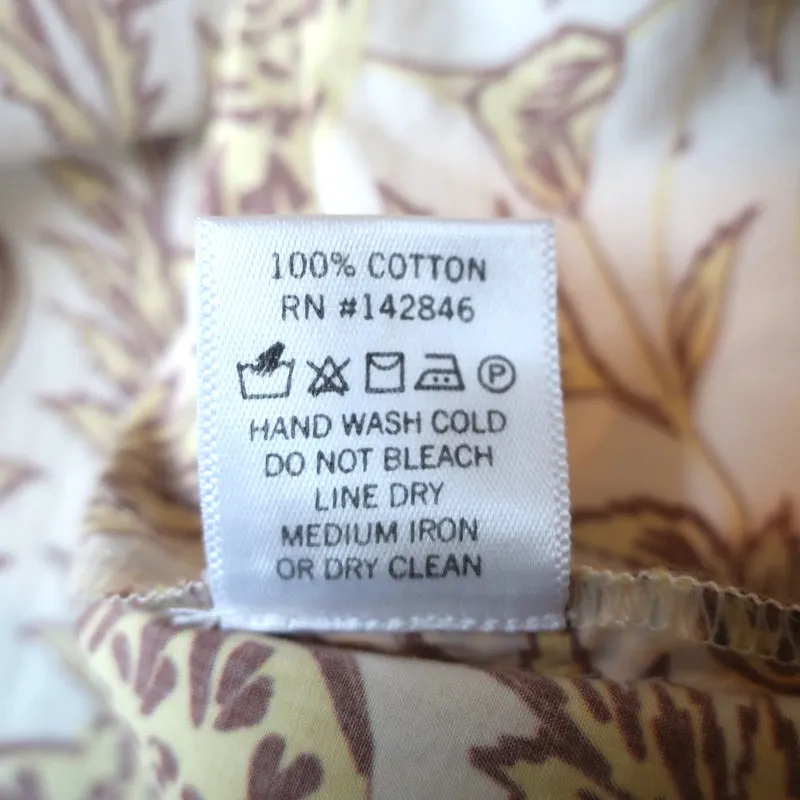 100% COTTON
RN #142846
P
HAND WASH COLD
DO NOT BLEACH
LINE DRY
MEDIUM IRON
OR DRY CLEAN